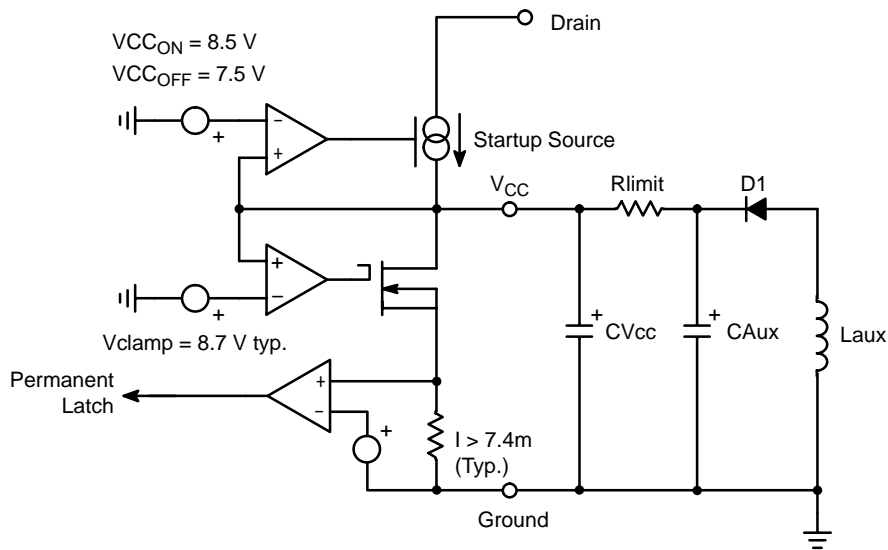 Drain
VCC_ON = 8.5 V
VCC_OFF = 7.5 V
+
−
+
Startup Source
V_CC
Rlimit
D1
+
−
+
Vclamp = 8.7 V typ.
+
CVcc
+
CAux
Laux
Permanent
Latch
+
−
+
I > 7.4m
(Typ.)
Ground